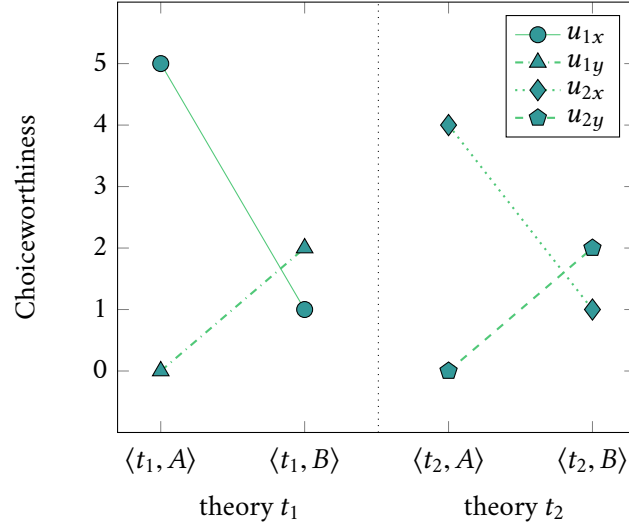 u1x
u1y
u2x
u2y
5
4
3
2
1
0
Choiceworthiness
⟨t1, A⟩ ⟨t1, B⟩ ⟨t2, A⟩ ⟨t2, B⟩
theory t1 theory t2